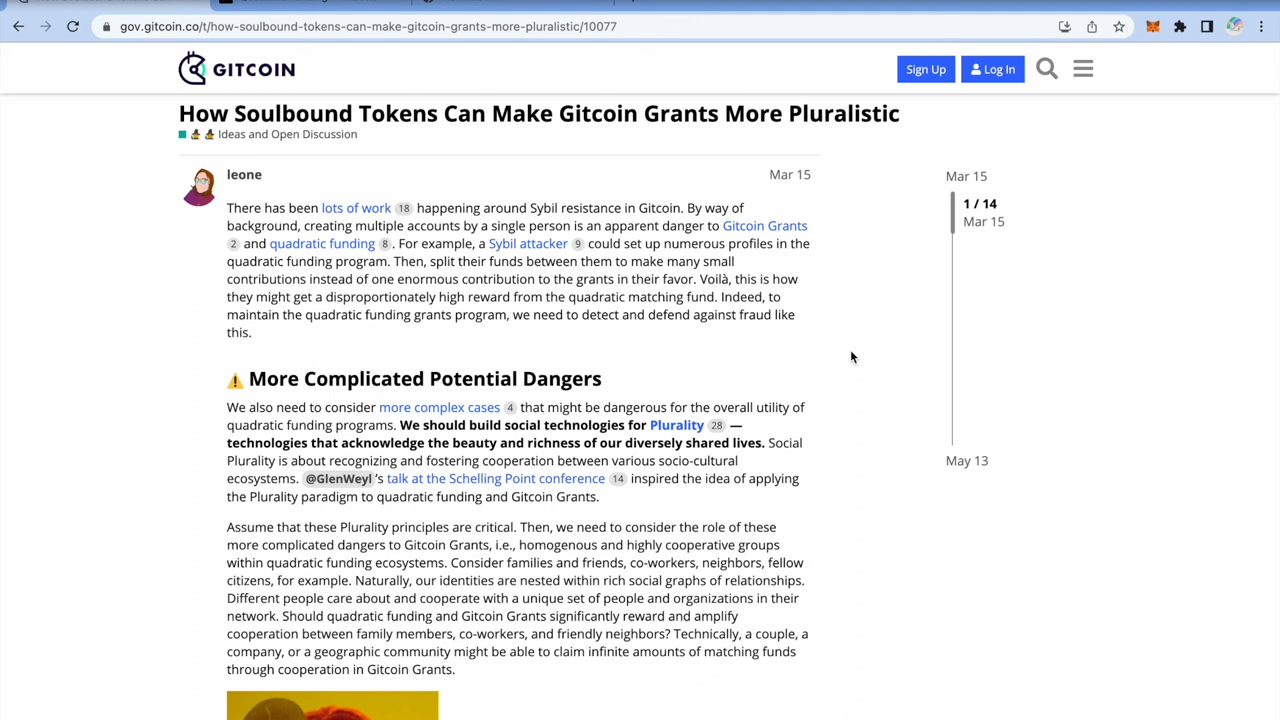 gov.gitcoin.co/t/how-soulbound-tokens-can-make-gitcoin-grants-more-pluralistic/10077
GITCOIN
Sign Up
Log In
How Soulbound Tokens Can Make Gitcoin Grants More Pluralistic
Ideas and Open Discussion
leone
Mar 15
There has been lots of work 18 happening around Sybil resistance in Gitcoin. By way of
background, creating multiple accounts by a single person is an apparent danger to Gitcoin Grants
2 and quadratic funding 8 . For example, a Sybil attacker 9 could set up numerous profiles in the
quadratic funding program. Then, split their funds between them to make many small
contributions instead of one enormous contribution to the grants in their favor. Voilà, this is how
they might get a disproportionately high reward from the quadratic matching fund. Indeed, to
maintain the quadratic funding grants program, we need to detect and defend against fraud like
this.
More Complicated Potential Dangers
We also need to consider more complex cases 4 that might be dangerous for the overall utility of
quadratic funding programs. We should build social technologies for Plurality 28 —
technologies that acknowledge the beauty and richness of our diversely shared lives. Social
Plurality is about recognizing and fostering cooperation between various socio-cultural
ecosystems. @GlenWeyl's talk at the Schelling Point conference 14 inspired the idea of applying
the Plurality paradigm to quadratic funding and Gitcoin Grants.
Assume that these Plurality principles are critical. Then, we need to consider the role of these
more complicated dangers to Gitcoin Grants, i.e., homogenous and highly cooperative groups
within quadratic funding ecosystems. Consider families and friends, co-workers, neighbors, fellow
citizens, for example. Naturally, our identities are nested within rich social graphs of relationships.
Different people care about and cooperate with a unique set of people and organizations in their
network. Should quadratic funding and Gitcoin Grants significantly reward and amplify
cooperation between family members, co-workers, and friendly neighbors? Technically, a couple, a
company, or a geographic community might be able to claim infinite amounts of matching funds
through cooperation in Gitcoin Grants.
Mar 15
1 / 14
Mar 15
May 13